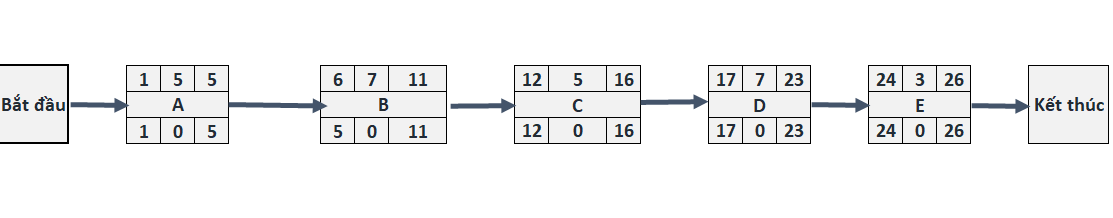 Bắt đầu
1 5 5
A
1 0 5
6 7 11
B
5 0 11
12 5 16
C
12 0 16
17 7 23
D
17 0 23
24 3 26
E
24 0 26
Kết thúc